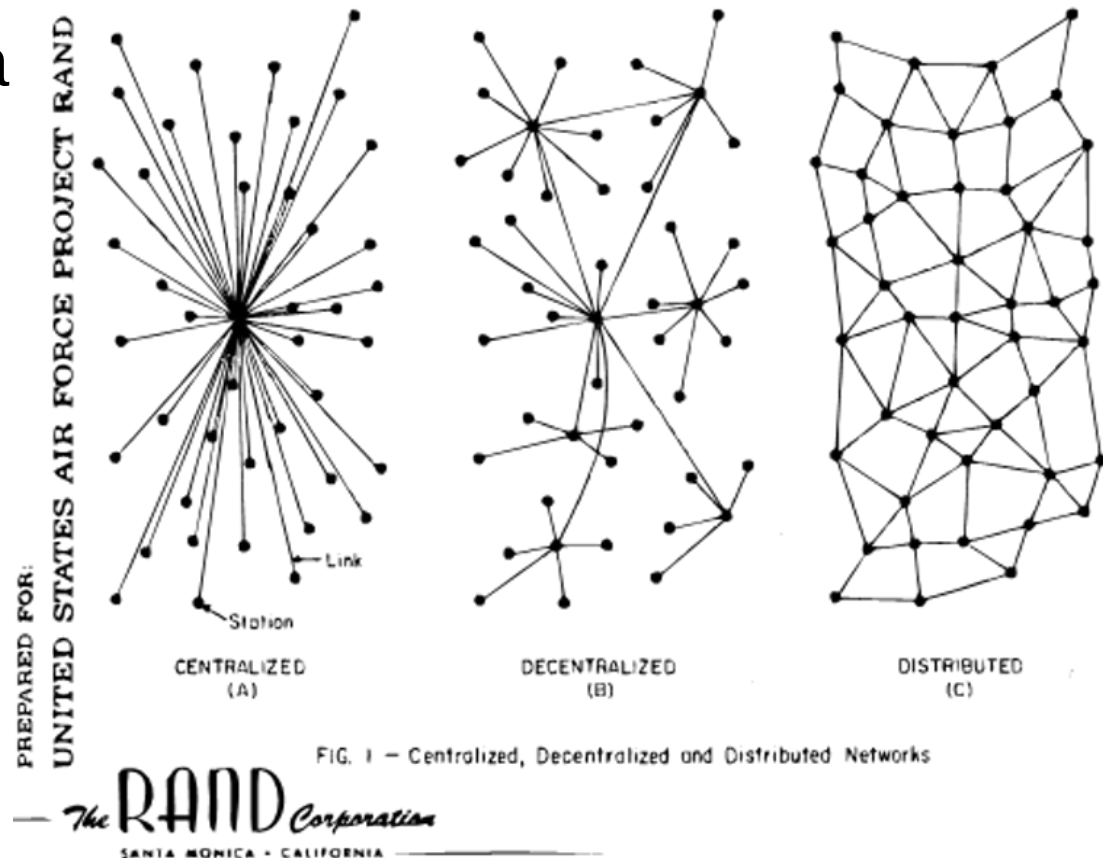 a
PREPARED FOR:
UNITED STATES AIR FORCE PROJECT RAND
Link
Station
CENTRALIZED
(A)
DECENTRALIZED
(B)
DISTRIBUTED
(C)
FIG. 1 — Centralized, Decentralized and Distributed Networks
The RAND Corporation
SANTA MONICA • CALIFORNIA